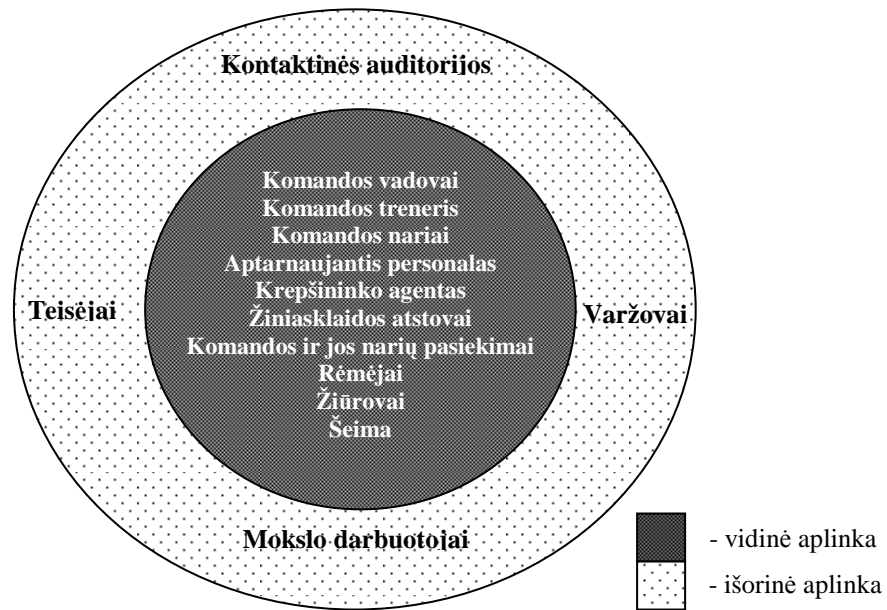 Kontaktinės auditorijos
Komandos vadovai
Komandos treneris
Komandos nariai
Aptarnaujantis personalas
Krepšininko agentas
Teisėjai
Žiniasklaidos atstovai
Varžovai
Komandos ir jos narių pasiekimai
Rėmėjai
Žiūrovai
Šeima
Mokslo darbuotojai
- vidinė aplinka
- išorinė aplinka